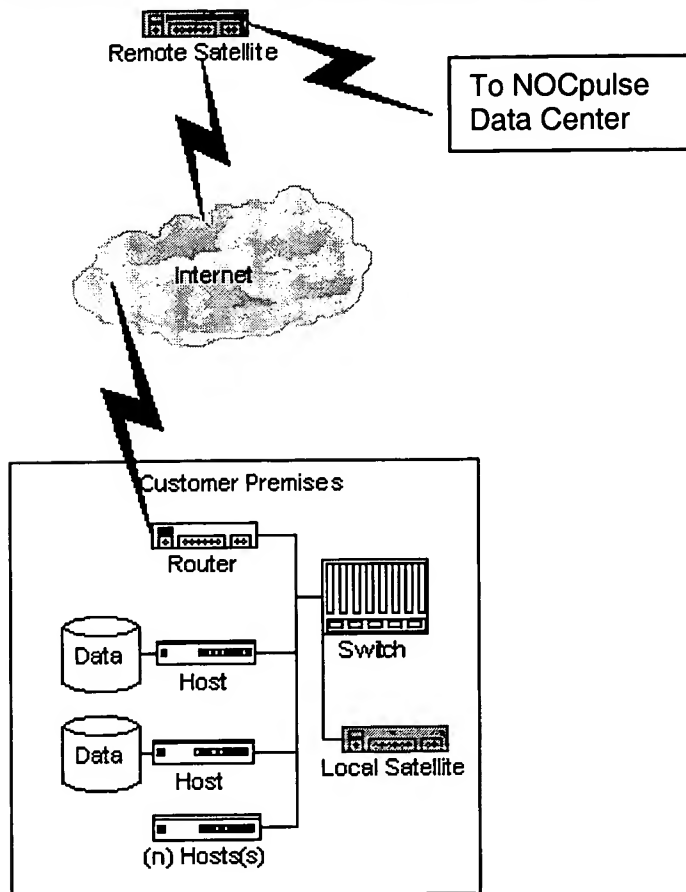 Remote Satellite
To NOCpulse
Data Center
Internet
Customer Premises
Router
Switch
Data
Host
Data
Host
Local Satellite
(n) Hosts(s)